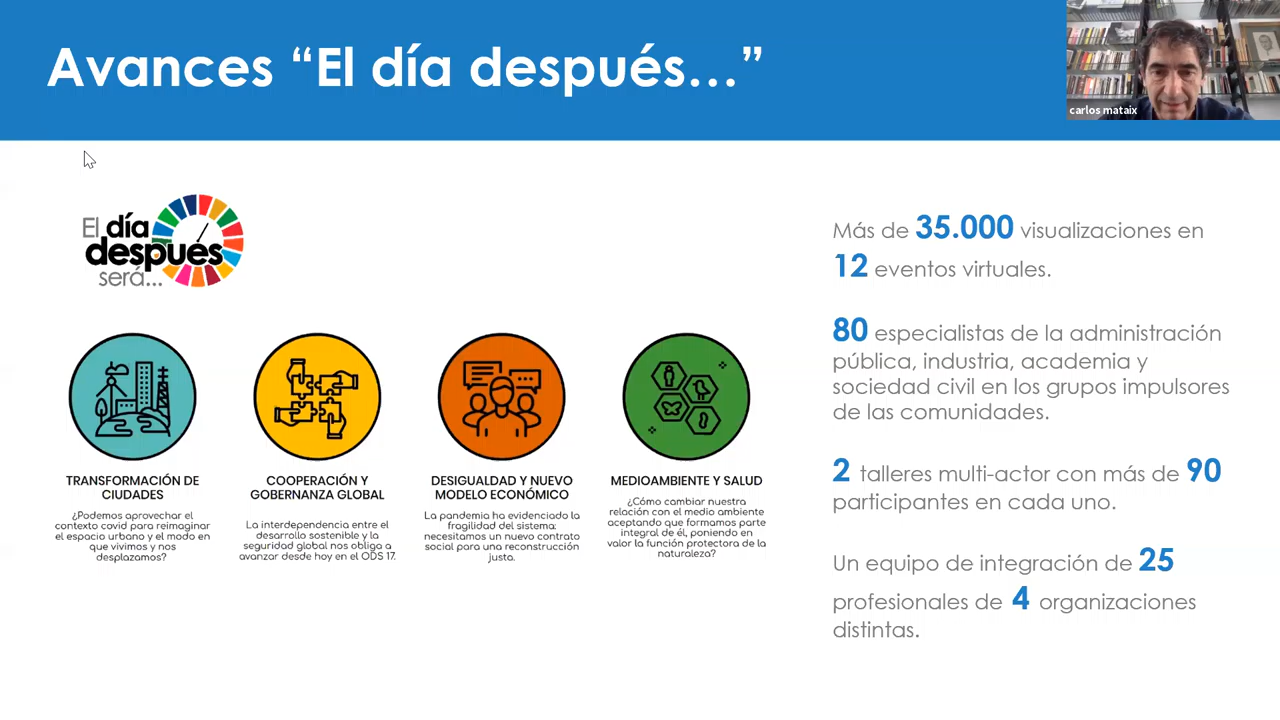 Avances “El día después…”
carlos mataix
El día
después
será...
TRANSFORMACIÓN DE
CIUDADES
¿Podemos aprovechar el
contexto covid para reimaginar
el espacio urbano y el modo en
que vivimos y nos
desplazamos?
COOPERACIÓN Y
GOBERNANZA GLOBAL
La interdependencia entre el
desarrollo sostenible y la
seguridad global nos obliga a
avanzar desde hoy en el ODS 17.
DESIGUALDAD Y NUEVO
MODELO ECONÓMICO
La pandemia ha evidenciado la
fragilidad del sistema:
necesitamos un nuevo contrato
social para una reconstrucción
justa.
MEDIOAMBIENTE Y SALUD
¿Cómo cambiar nuestra
relación con el medio ambiente
aceptando que formamos parte
integral de él, poniendo en
valor la función protectora de la
naturaleza?
Más de 35.000 visualizaciones en
12 eventos virtuales.
80 especialistas de la administración
pública, industria, academia y
sociedad civil en los grupos impulsores
de las comunidades.
2 talleres multi-actor con más de 90
participantes en cada uno.
Un equipo de integración de 25
profesionales de 4 organizaciones
distintas.